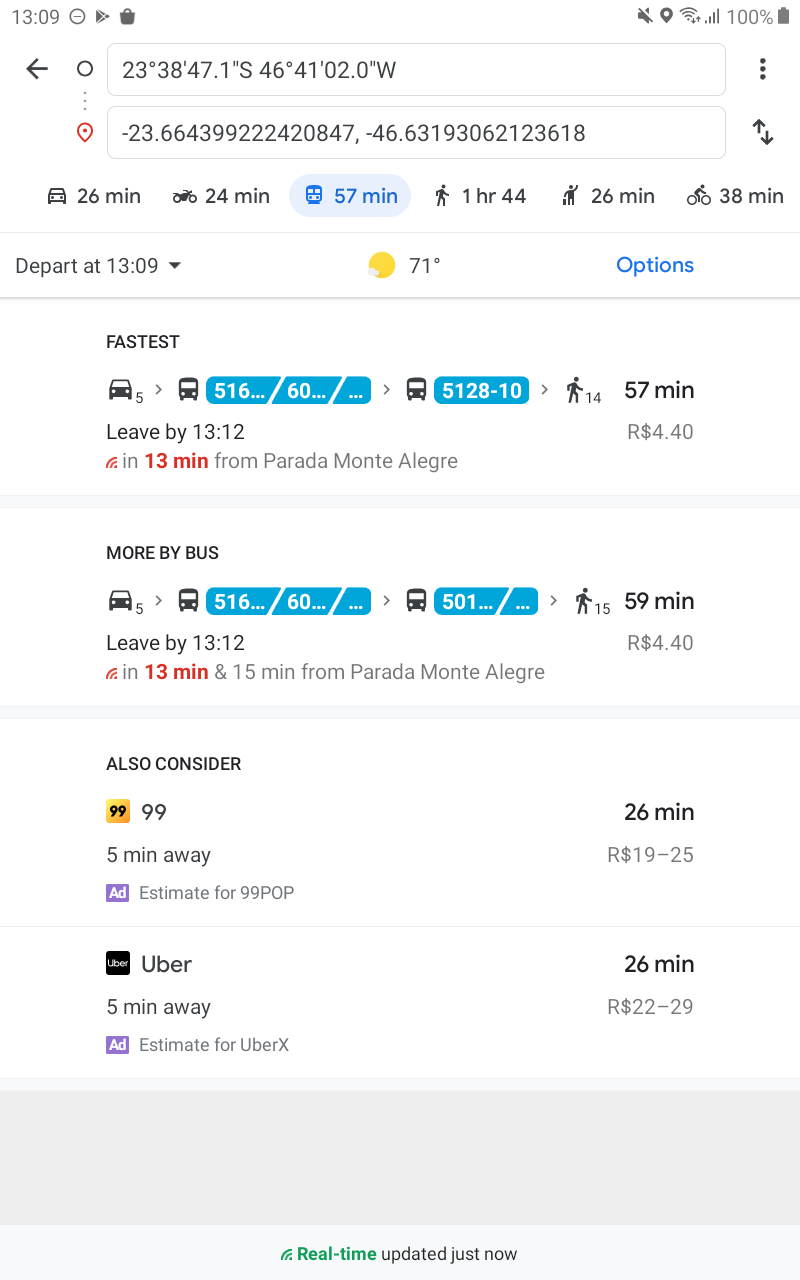 13:09
100%
23°38'47.1"S 46°41'02.0"W
-23.664399222420847, -46.63193062123618
26 min 24 min 57 min 1 hr 44 26 min 38 min
Depart at 13:09 71° Options
FASTEST
5 516... 60... ... 5128-10 14 57 min
Leave by 13:12 R$4.40
in 13 min from Parada Monte Alegre
MORE BY BUS
5 516... 60... ... 501... ... 15 59 min
Leave by 13:12 R$4.40
in 13 min & 15 min from Parada Monte Alegre
ALSO CONSIDER
99 99 26 min
5 min away R$19–25
Ad Estimate for 99POP
Uber Uber 26 min
5 min away R$22–29
Ad Estimate for UberX
Real-time updated just now